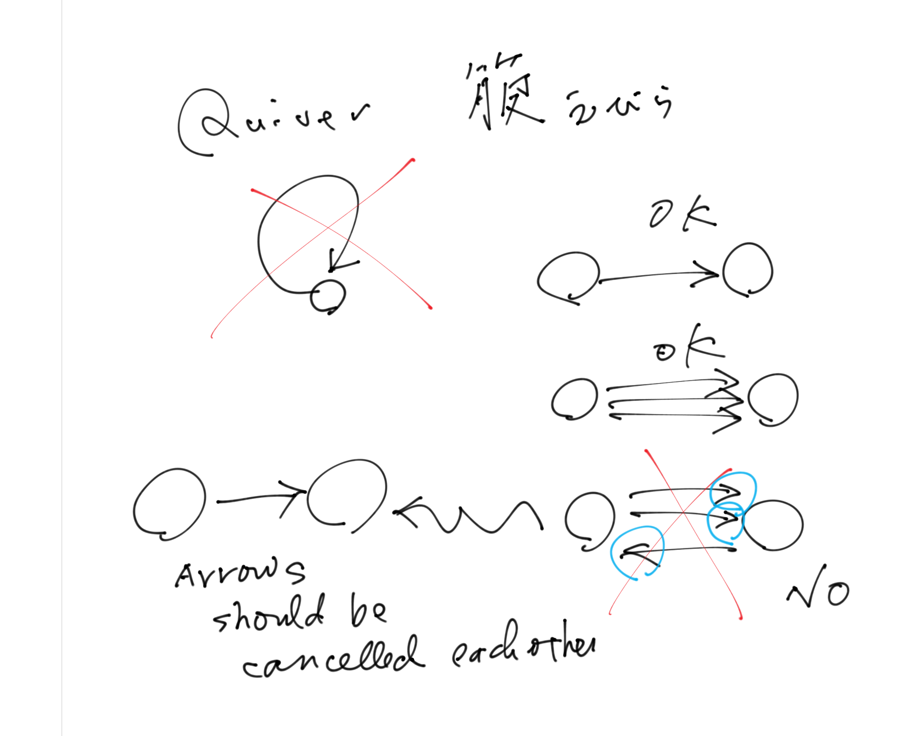 Quiver 箙 えびら
OK
OK
Arrows
should be
cancelled each other
NO